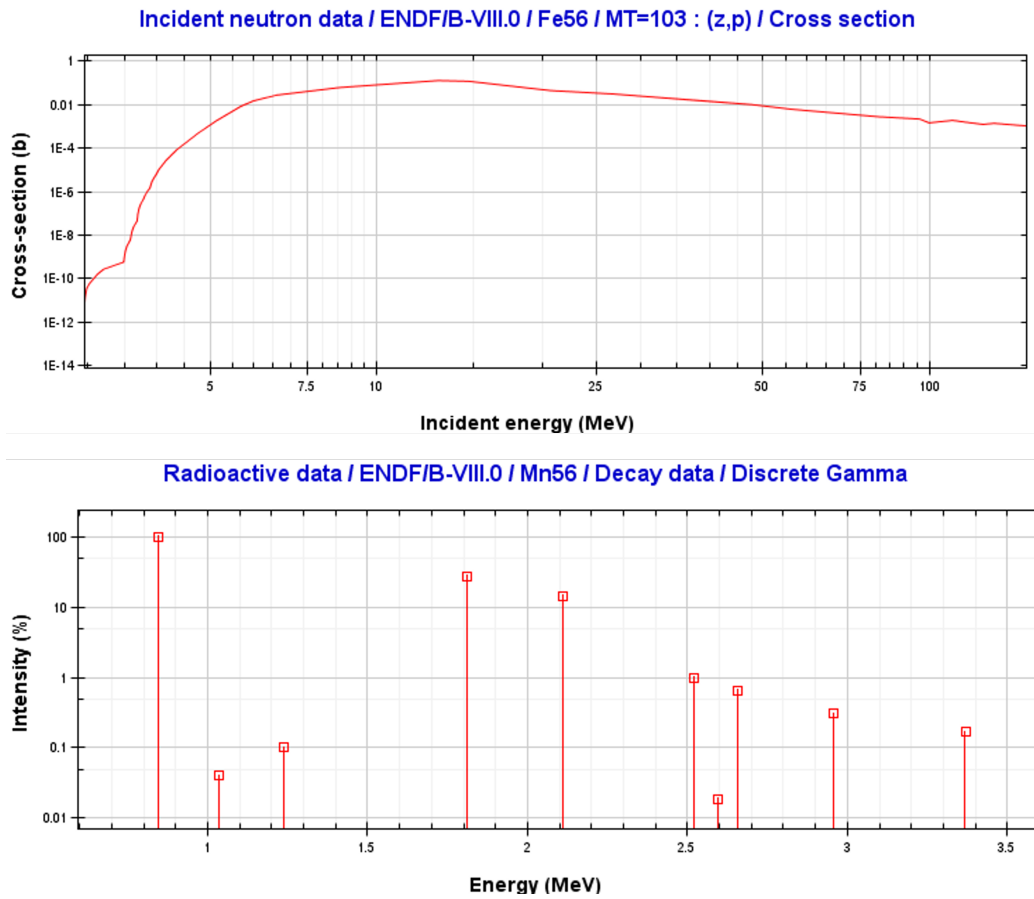 Incident neutron data / ENDF/B-VIII.0 / Fe56 / MT=103 : (z,p) / Cross section
Cross-section (b)
1
0.01
1E-4
1E-6
1E-8
1E-10
1E-12
1E-14
5
7.5
10
25
50
75
100
Incident energy (MeV)
Radioactive data / ENDF/B-VIII.0 / Mn56 / Decay data / Discrete Gamma
Intensity (%)
100
10
1
0.1
0.01
1
1.5
2
2.5
3
3.5
Energy (MeV)